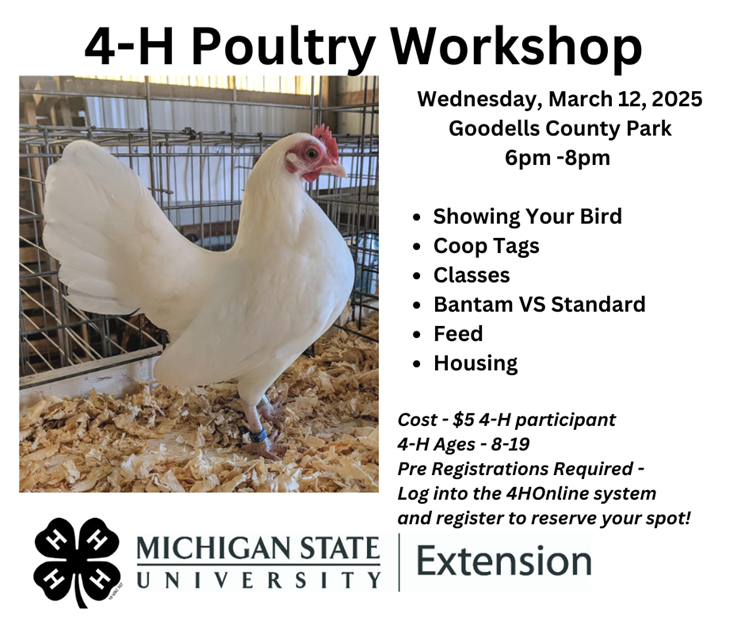 4-H Poultry Workshop
Wednesday, March 12, 2025
Goodells County Park
6pm -8pm
• Showing Your Bird
• Coop Tags
• Classes
• Bantam VS Standard
• Feed
• Housing
Cost - $5 4-H participant
4-H Ages - 8-19
Pre Registrations Required -
Log into the 4HOnline system
and register to reserve your spot!
H H
H H
MICHIGAN STATE
UNIVERSITY
Extension